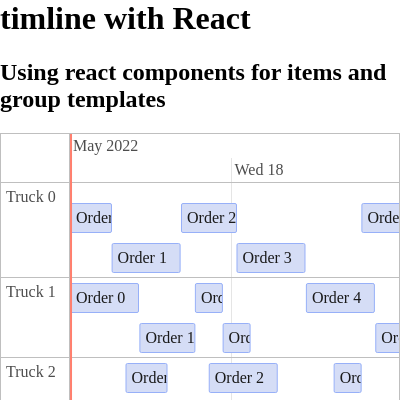 timline with React
Using react components for items and
group templates
May 2022
Wed 18
Truck 0
Order
Order 2
Orde
Order 1
Order 3
Truck 1
Order 0
Orc
Order 4
Order 1
Orc
Or
Truck 2
Order
Order 2
Orc